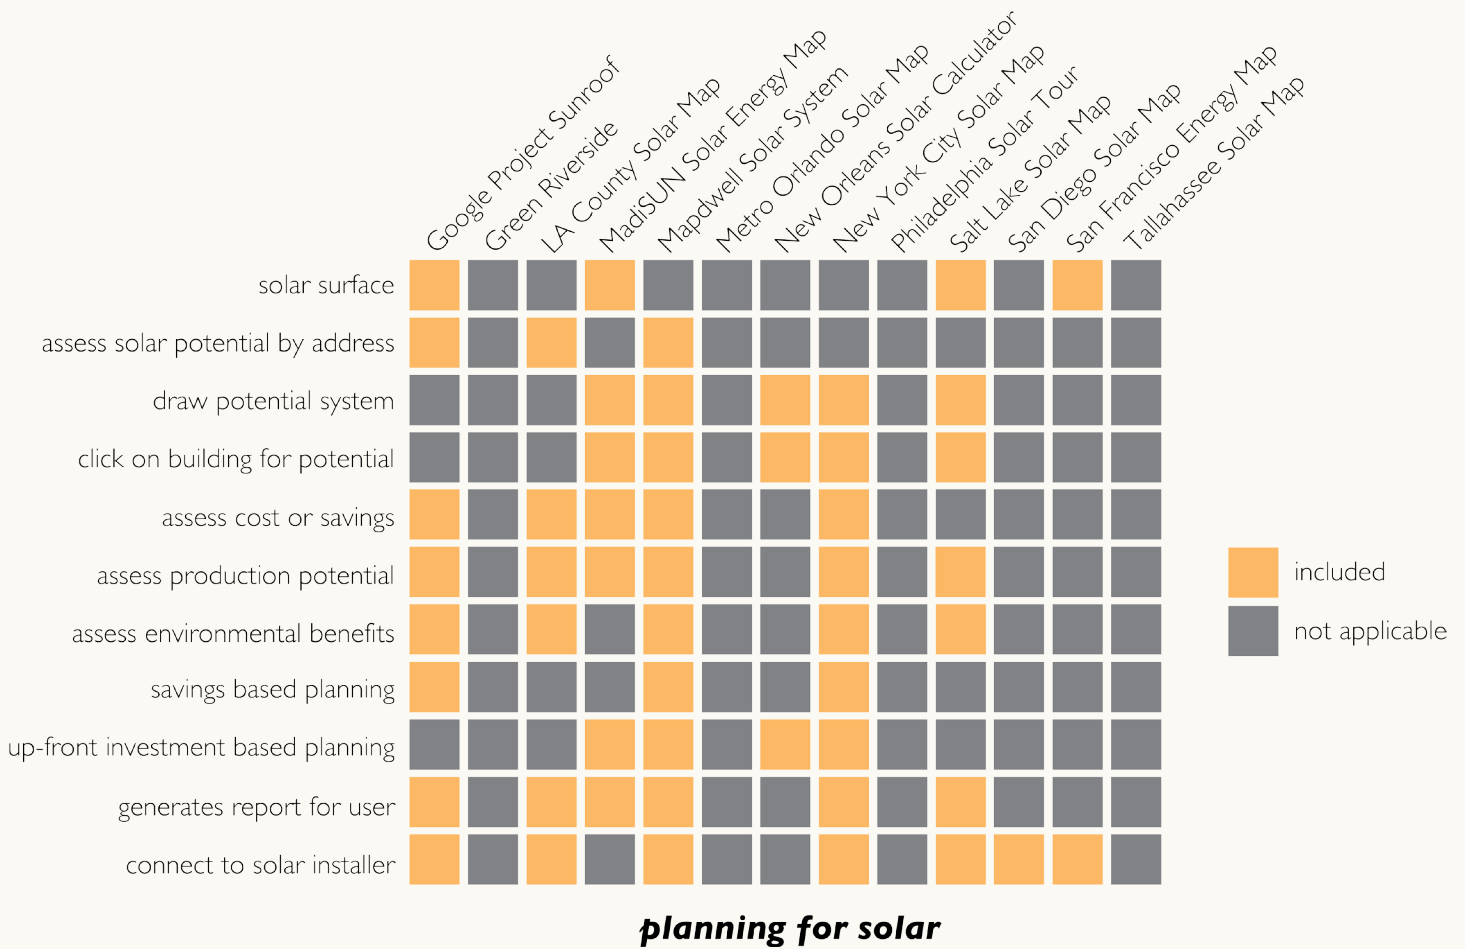 Google Project Sunroof
Green Riverside
LA County Solar Map
MadiSUN Solar Energy Map
Mapdwell Solar System
Metro Orlando Solar Map
New Orleans Solar Calculator
New York City Solar Map
Philadelphia Solar Tour
Salt Lake Solar Map
San Diego Solar Map
San Francisco Energy Map
Tallahassee Solar Map
solar surface
assess solar potential by address
draw potential system
click on building for potential
assess cost or savings
assess production potential
assess environmental benefits
savings based planning
up-front investment based planning
generates report for user
connect to solar installer
included
not applicable
planning for solar